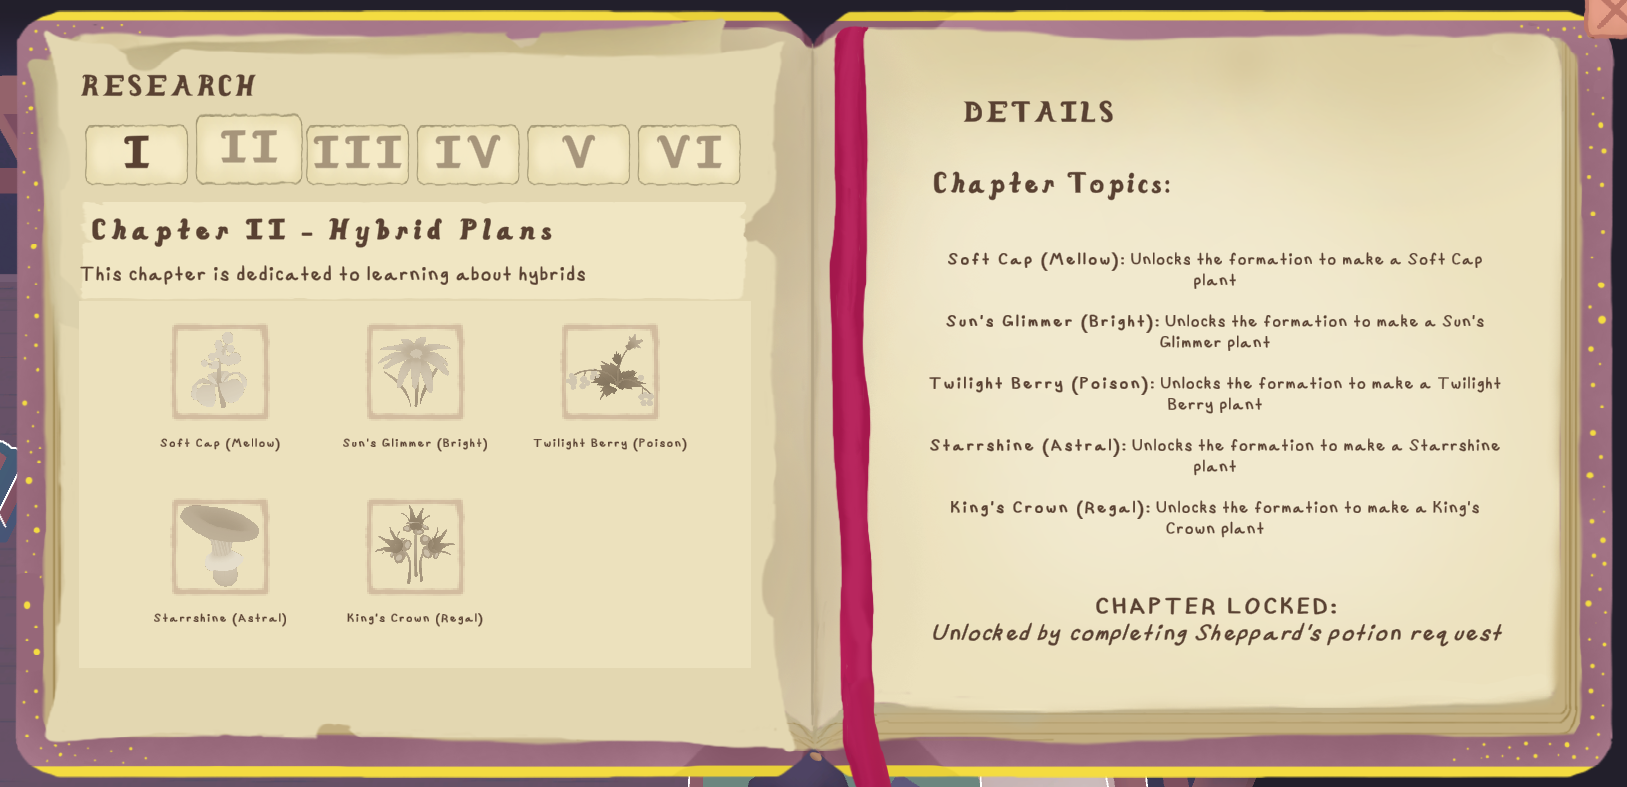 RESEARCH
I II III IV V VI
Chapter II - Hybrid Plans
This chapter is dedicated to learning about hybrids
Soft Cap (Mellow) Sun's Glimmer (Bright) Twilight Berry (Poison)
Starrshine (Astral) King's Crown (Regal)
DETAILS
Chapter Topics:
Soft Cap (Mellow): Unlocks the formation to make a Soft Cap
plant
Sun's Glimmer (Bright): Unlocks the formation to make a Sun's
Glimmer plant
Twilight Berry (Poison): Unlocks the formation to make a Twilight
Berry plant
Starrshine (Astral): Unlocks the formation to make a Starrshine
plant
King's Crown (Regal): Unlocks the formation to make a King's
Crown plant
CHAPTER LOCKED:
Unlocked by completing Sheppard's potion request